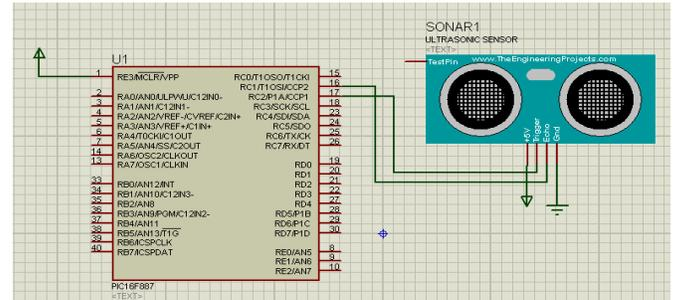 SONAR1
ULTRASONIC SENSOR
<TEXT>
TestPin
www.TheEngineeringProjects.com
+5V
Trigger
Echo
Gnd
U1
1 RE3/MCLR/VPP
2 RA0/AN0/ULPWU/C12IN0-
3 RA1/AN1/C12IN1-
4 RA2/AN2/VREF-/CVREF/C2IN+
5 RA3/AN3/VREF+/C1IN+
6 RA4/T0CKI/C1OUT
7 RA5/AN4/SS/C2OUT
14 RA6/OSC2/CLKOUT
13 RA7/OSC1/CLKIN
33 RB0/AN12/INT
34 RB1/AN10/C12IN3-
35 RB2/AN8
36 RB3/AN9/PGM/C12IN2-
37 RB4/AN11
38 RB5/AN13/T1G
39 RB6/ICSPCLK
40 RB7/ICSPDAT
RC0/T1OSO/T1CKI 15
RC1/T1OSI/CCP2 16
RC2/P1A/CCP1 17
RC3/SCK/SCL 18
RC4/SDI/SDA 23
RC5/SDO 24
RC6/TX/CK 25
RC7/RX/DT 26
RD0 19
RD1 20
RD2 21
RD3 22
RD4 27
RD5/P1B 28
RD6/P1C 29
RD7/P1D 30
RE0/AN5 8
RE1/AN6 9
RE2/AN7 10
PIC16F887
<TEXT>